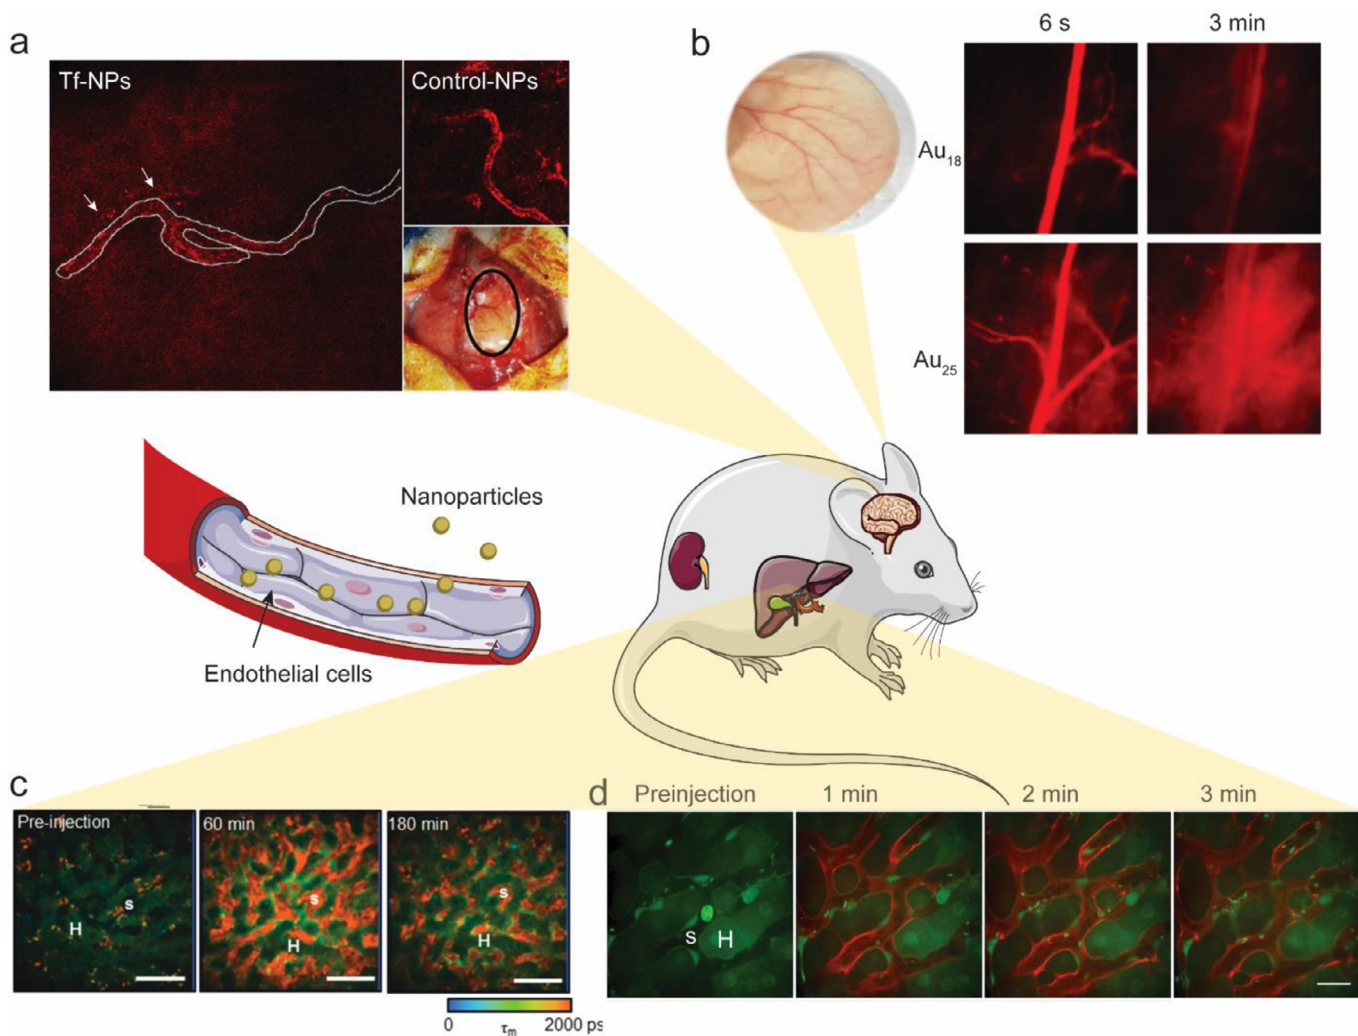 a
Tf-NPs
Control-NPs
b
6 s
3 min
Au18
Au25
Nanoparticles
Endothelial cells
c
Pre-injection
60 min
180 min
s
H
s
H
s
H
0
τm
2000 ps
d
Preinjection
1 min
2 min
3 min
s
H